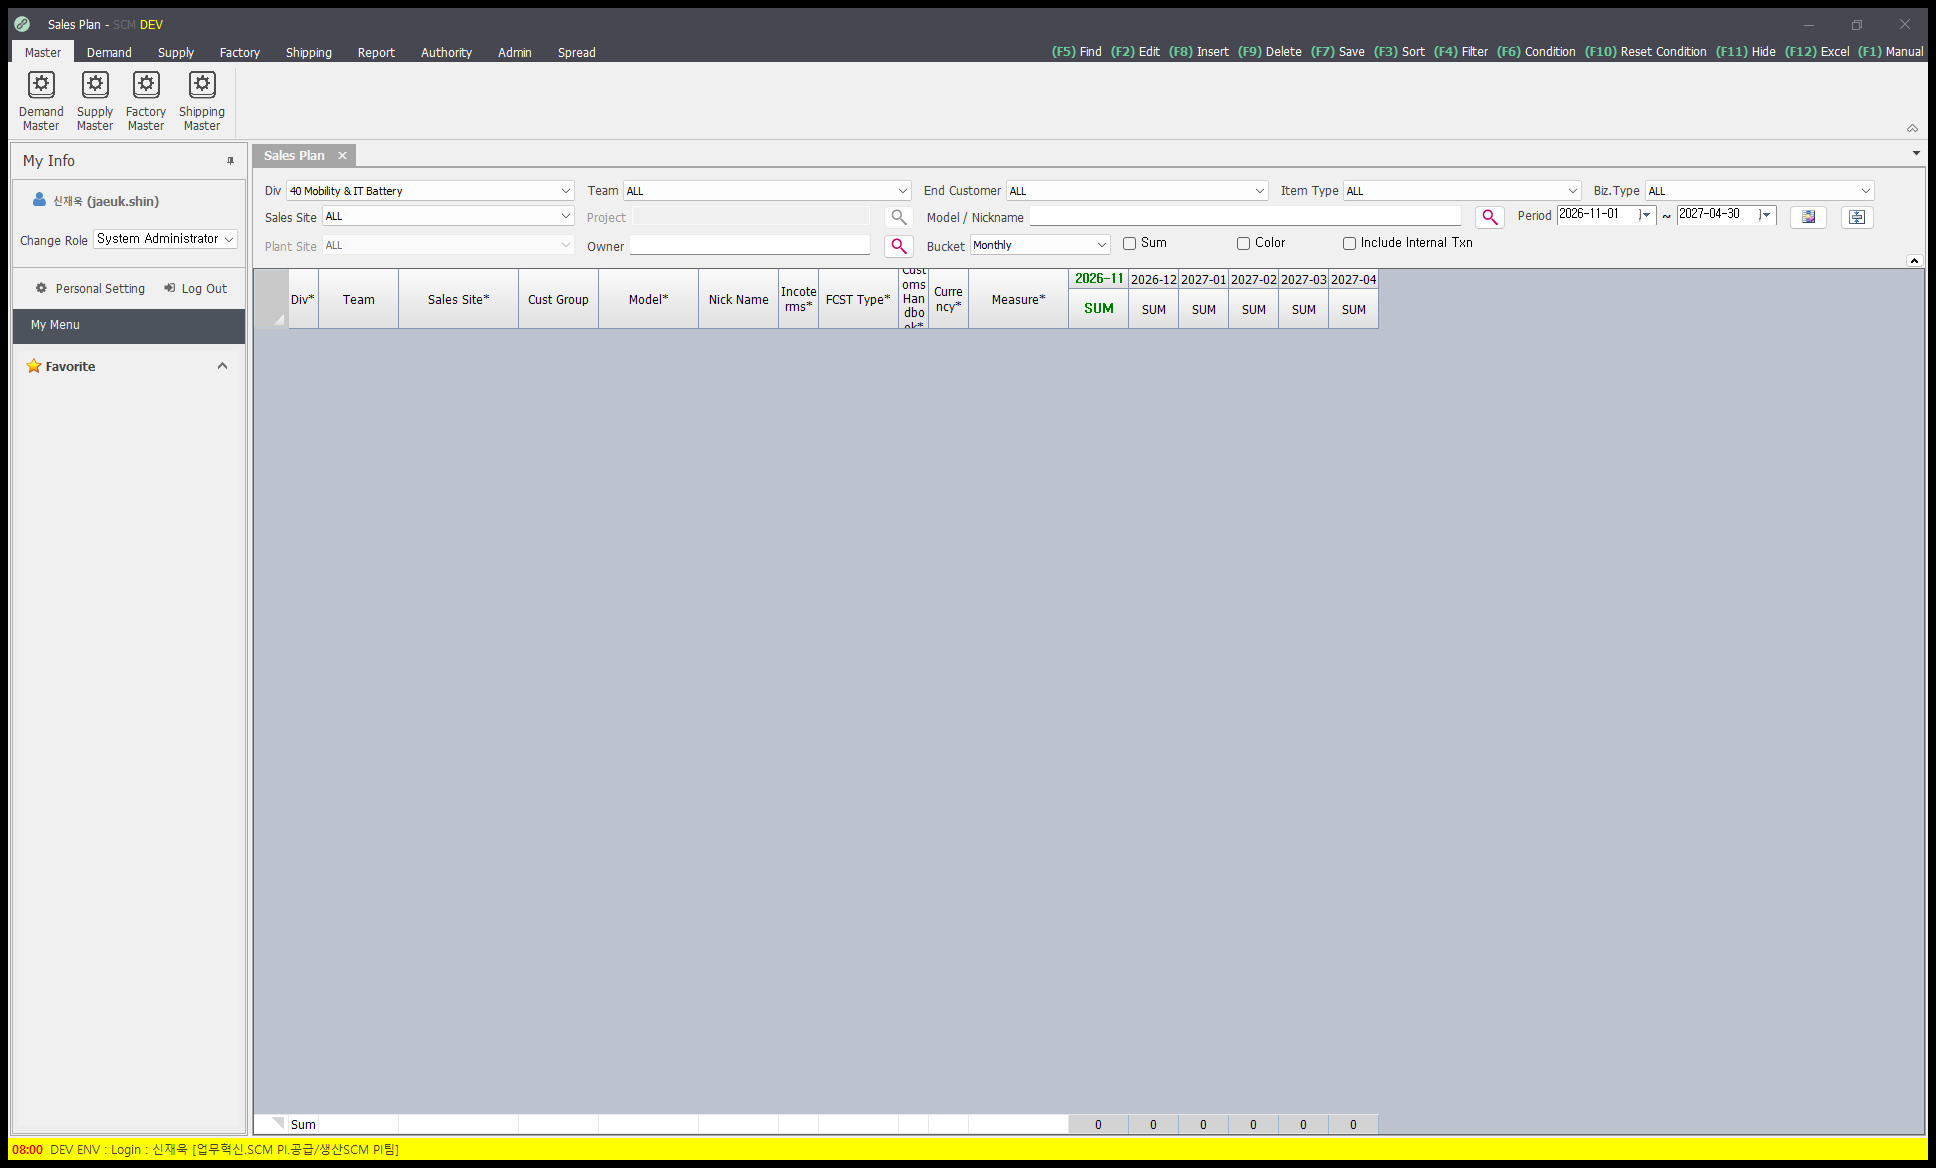 Sales Plan - SCM DEV
Master Demand Supply Factory Shipping Report Authority Admin Spread
(F5) Find (F2) Edit (F8) Insert (F9) Delete (F7) Save (F3) Sort (F4) Filter (F6) Condition (F10) Reset Condition (F11) Hide (F12) Excel (F1) Manual
Demand Master
Supply Master
Factory Master
Shipping Master
My Info
신재욱 (jaeuk.shin)
Change Role System Administrator
Personal Setting Log Out
My Menu
Favorite
Sales Plan
Div 40 Mobility & IT Battery Team ALL End Customer ALL Item Type ALL Biz.Type ALL
Sales Site ALL Project Model / Nickname Period 2026-11-01 ~ 2027-04-30
Plant Site ALL Owner Bucket Monthly Sum Color Include Internal Txn
Div* Team Sales Site* Cust Group Model* Nick Name Incoterms* FCST Type* Customs Handbook* Currency* Measure*
2026-11 2026-12 2027-01 2027-02 2027-03 2027-04
SUM SUM SUM SUM SUM SUM
Sum 0 0 0 0 0 0
08:00 DEV ENV : Login : 신재욱 [업무혁신.SCM PI.공급/생산SCM PI팀]